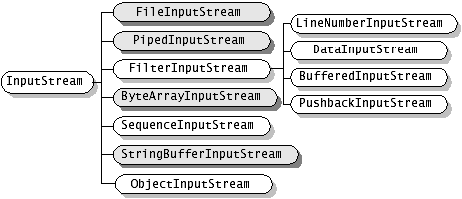 InputStream
FileInputStream
PipedInputStream
FilterInputStream
ByteArrayInputStream
SequenceInputStream
StringBufferInputStream
ObjectInputStream
LineNumberInputStream
DataInputStream
BufferedInputStream
PushbackInputStream